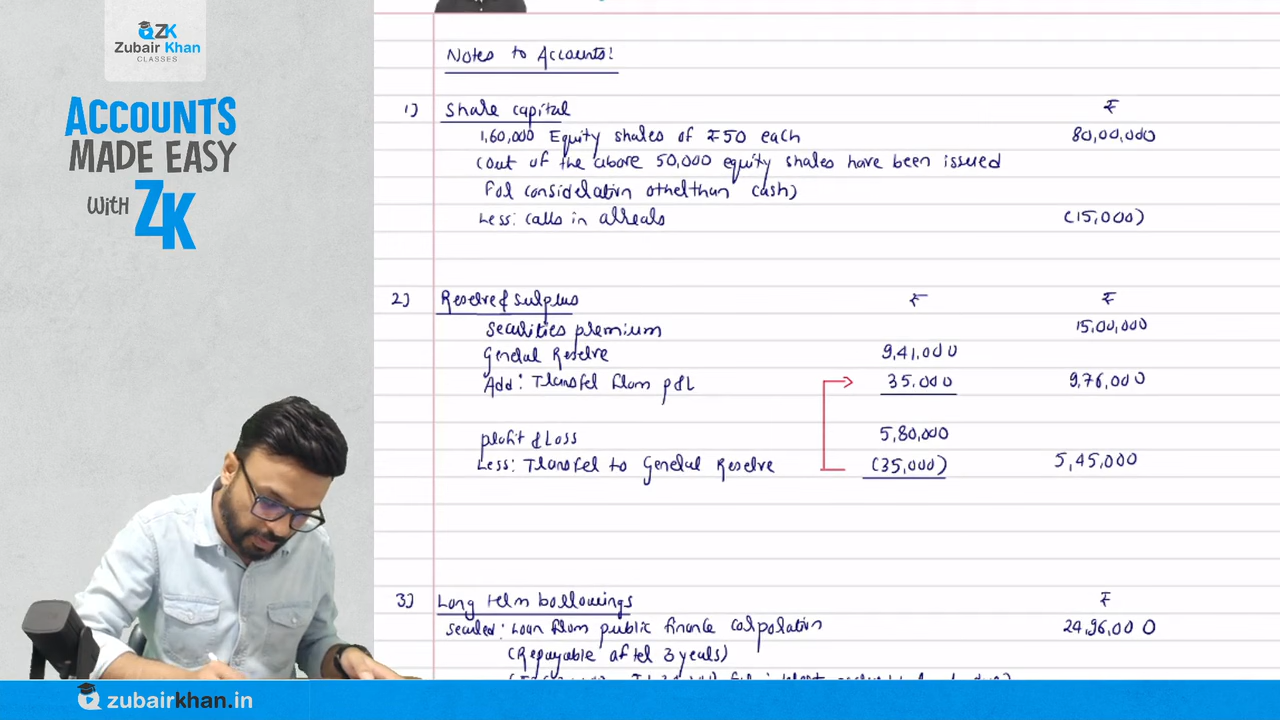 ZK
Zubair Khan
CLASSES
ACCOUNTS
MADE EASY
WITH ZK
Notes to Accounts:
1) Share capital ₹
1,60,000 Equity shares of ₹50 each 80,00,000
(out of the above 50,000 equity shares have been issued
For consideration other than cash)
Less: calls in arrears (15,000)
2) Reserve & surplus ₹ ₹
securities premium 15,00,000
General Reserve 9,41,000
Add: Transfer from P&L 35,000 9,76,000
profit & Loss 5,80,000
Less: Transfer to General Reserve (35,000) 5,45,000
3) Long term borrowings ₹
secured: Loan from public finance corporation 24,96,000
(Repayable after 3 years)
zubairkhan.in